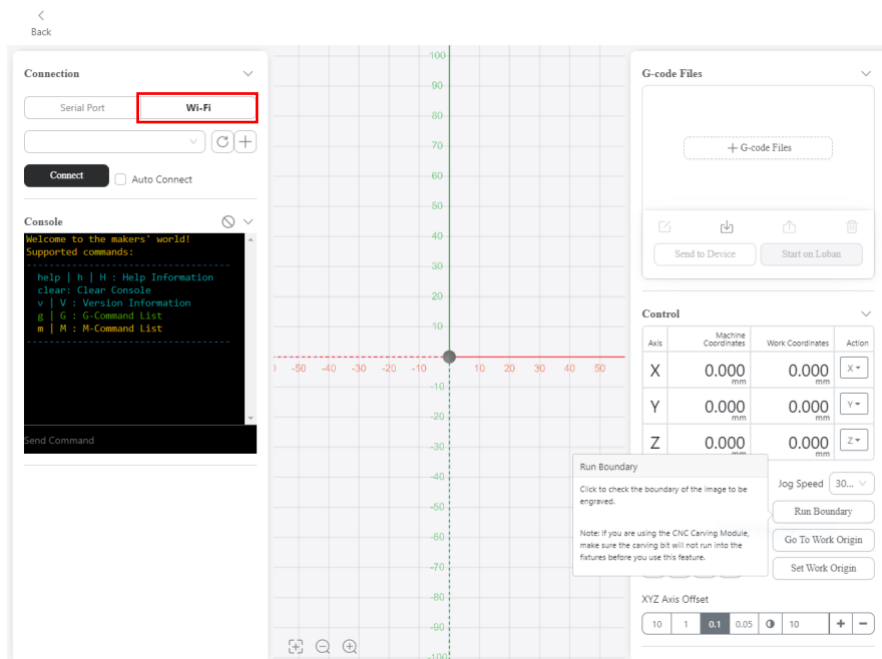 Back
Connection
Serial Port
Wi-Fi
Connect
Auto Connect
Console
Welcome to the makers' world!
Supported commands:
help | h | H : Help Information
clear: Clear Console
v | V : Version Information
g | G : G-Command List
m | M : M-Command List
Send Command
100
90
80
70
60
50
40
30
20
10
-50 -40 -30 -20 -10 10 20 30 40 50
-10
-20
-30
-40
-50
-60
-70
-80
-90
-100
G-code Files
+ G-code Files
Send to Device
Start on Luban
Control
Axis Machine Coordinates Work Coordinates Action
X 0.000 mm 0.000 mm X
Y 0.000 mm 0.000 mm Y
Z 0.000 mm 0.000 mm Z
Run Boundary
Click to check the boundary of the image to be
engraved.
Note: If you are using the CNC Carving Module,
make sure the carving bit will not run into the
fixtures before you use this feature.
Jog Speed 30...
Run Boundary
Go To Work Origin
Set Work Origin
XYZ Axis Offset
10 1 0.1 0.05 10 + −